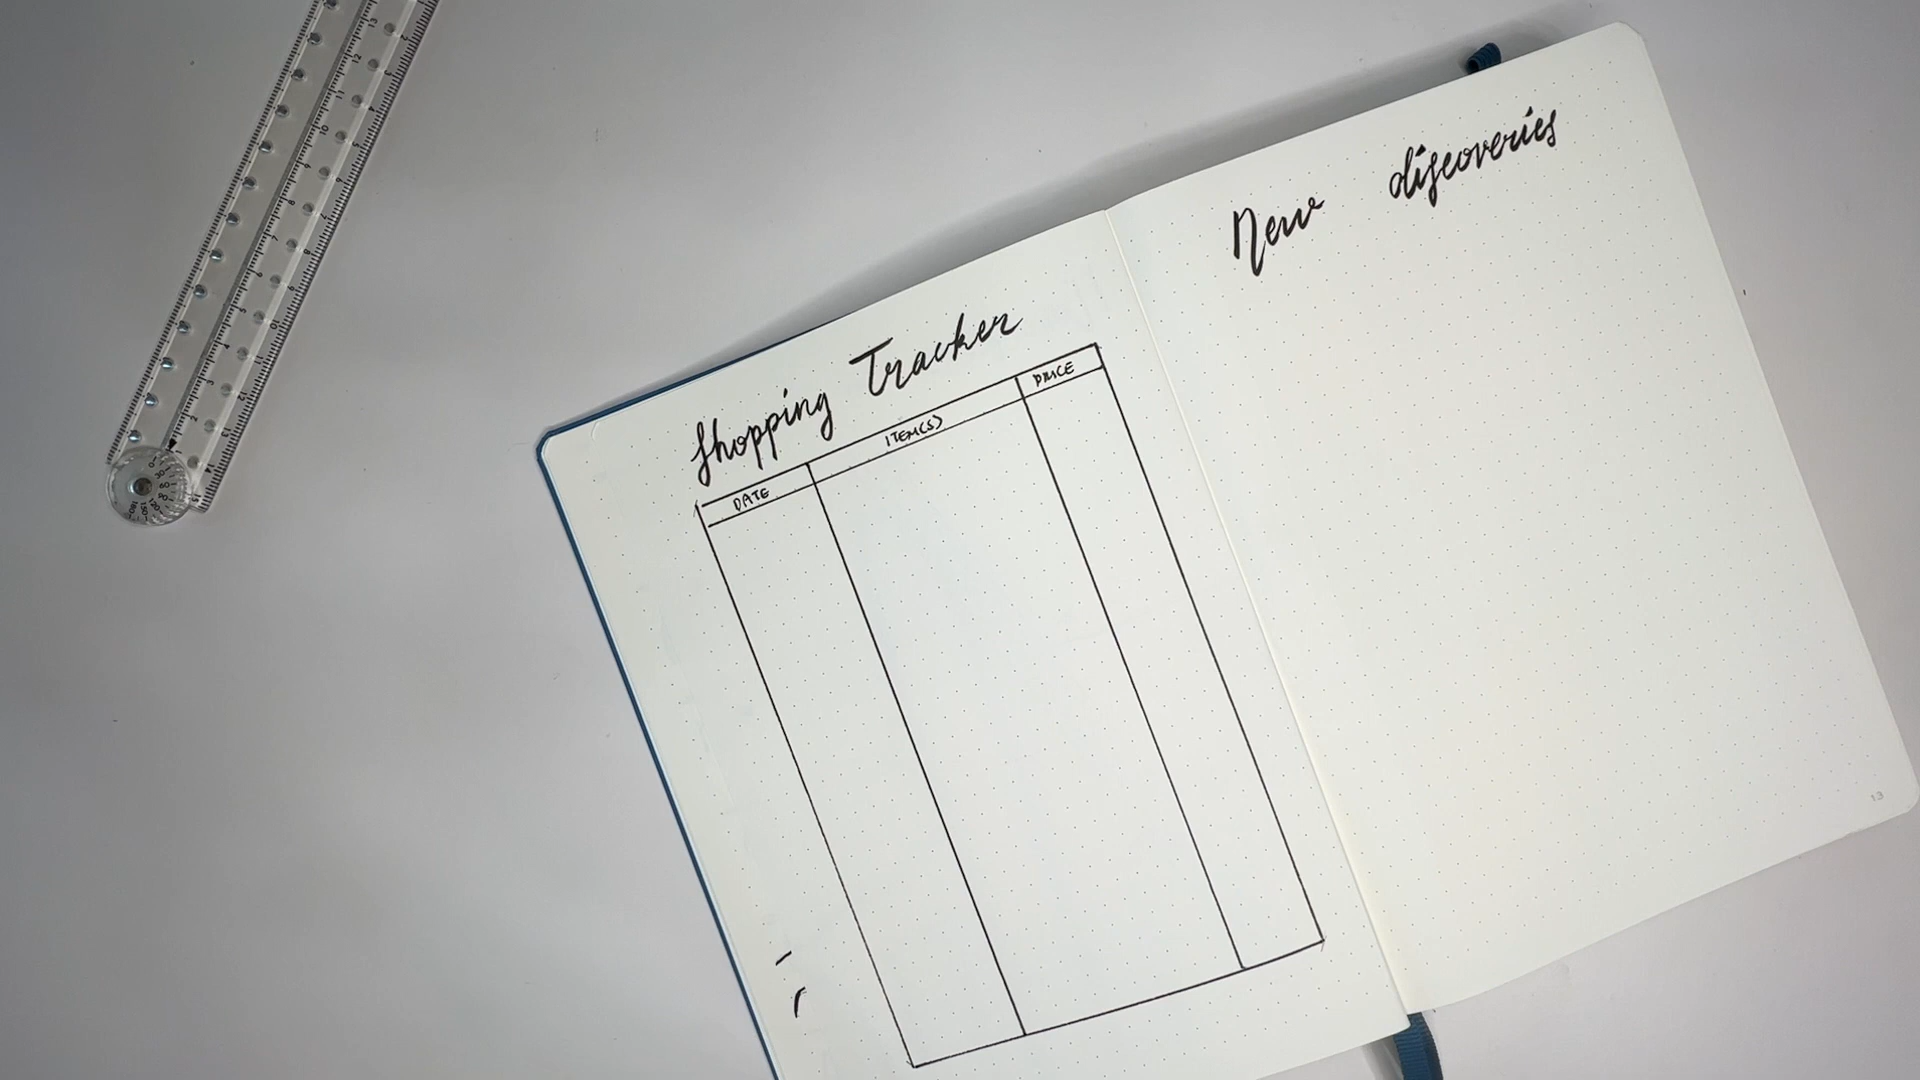 Shopping Tracker
DATE ITEM(S) PRICE
New discoveries
13